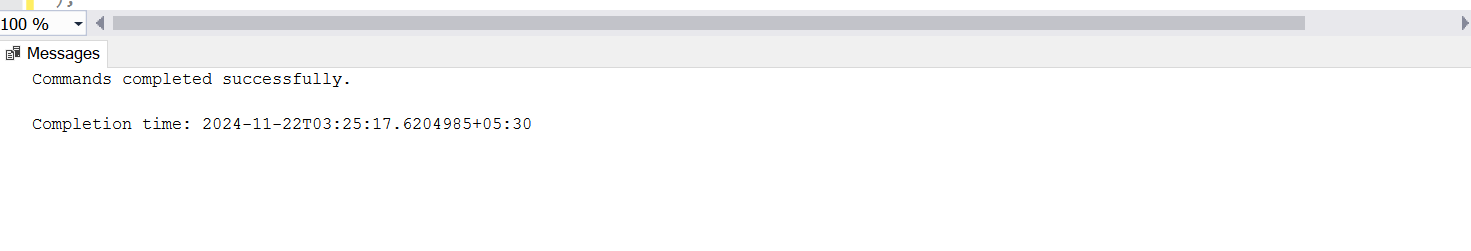 );
100 %
Messages
Commands completed successfully.
Completion time: 2024-11-22T03:25:17.6204985+05:30